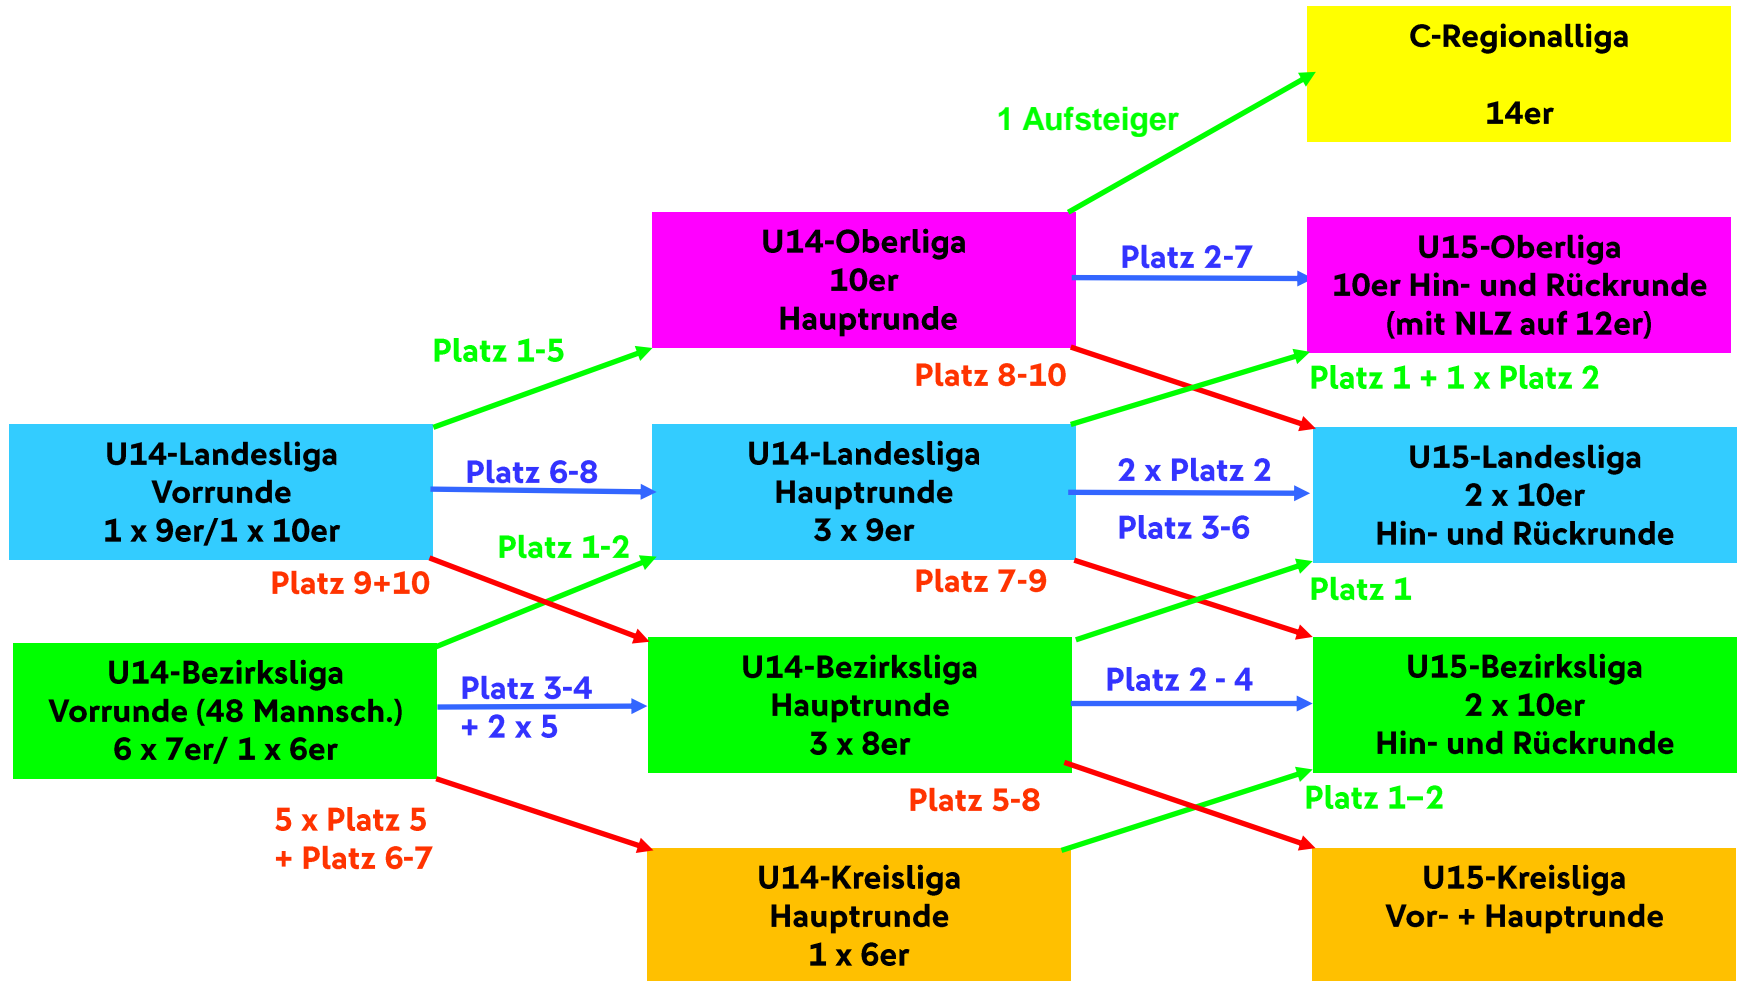 C-Regionalliga
14er
1 Aufsteiger
U14-Oberliga
10er
Hauptrunde
Platz 2-7
U15-Oberliga
10er Hin- und Rückrunde
(mit NLZ auf 12er)
Platz 1-5
Platz 8-10
Platz 1 + 1 x Platz 2
U14-Landesliga
Vorrunde
1 x 9er/1 x 10er
Platz 6-8
U14-Landesliga
Hauptrunde
3 x 9er
2 x Platz 2
Platz 3-6
U15-Landesliga
2 x 10er
Hin- und Rückrunde
Platz 1-2
Platz 9+10
Platz 7-9
Platz 1
U14-Bezirksliga
Vorrunde (48 Mannsch.)
6 x 7er/ 1 x 6er
Platz 3-4
+ 2 x 5
U14-Bezirksliga
Hauptrunde
3 x 8er
Platz 2 - 4
U15-Bezirksliga
2 x 10er
Hin- und Rückrunde
5 x Platz 5
+ Platz 6-7
Platz 5-8
Platz 1–2
U14-Kreisliga
Hauptrunde
1 x 6er
U15-Kreisliga
Vor- + Hauptrunde